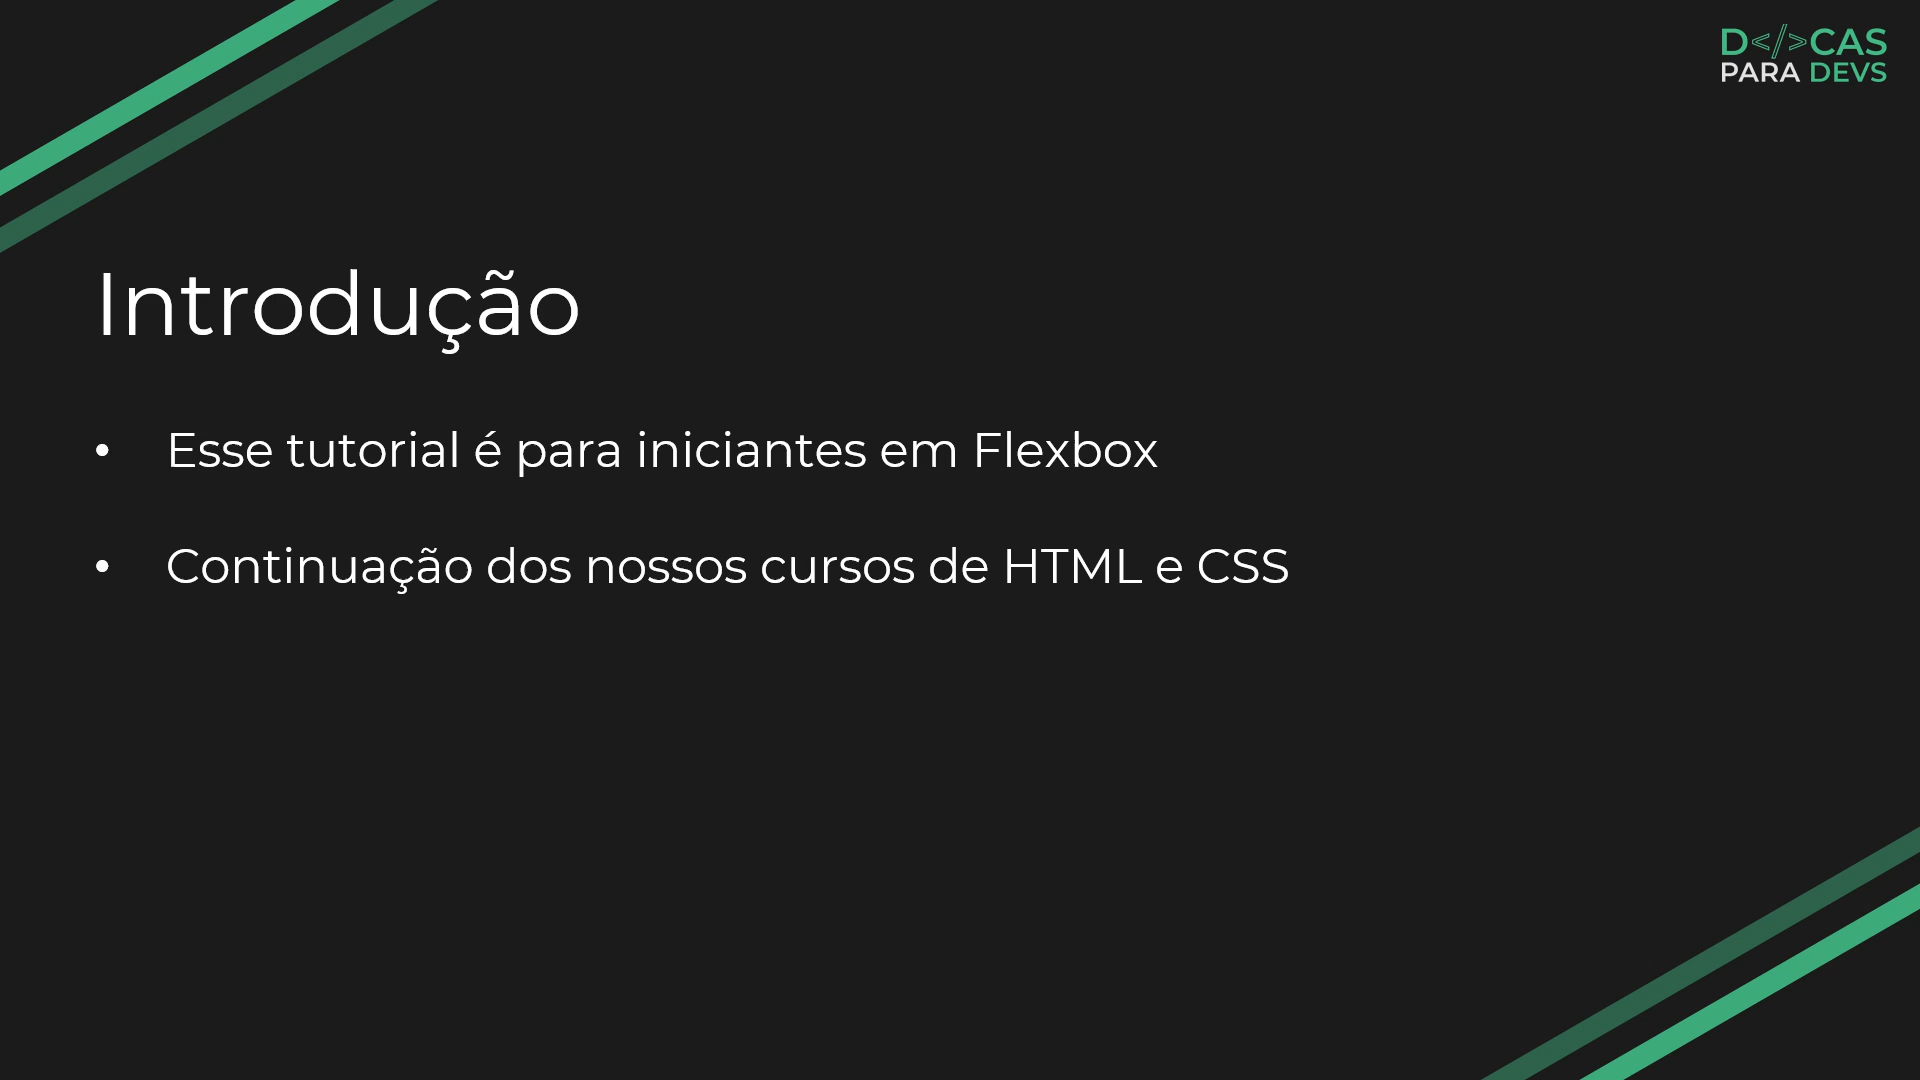 D</>CAS
PARA DEVS
Introdução
• Esse tutorial é para iniciantes em Flexbox
• Continuação dos nossos cursos de HTML e CSS